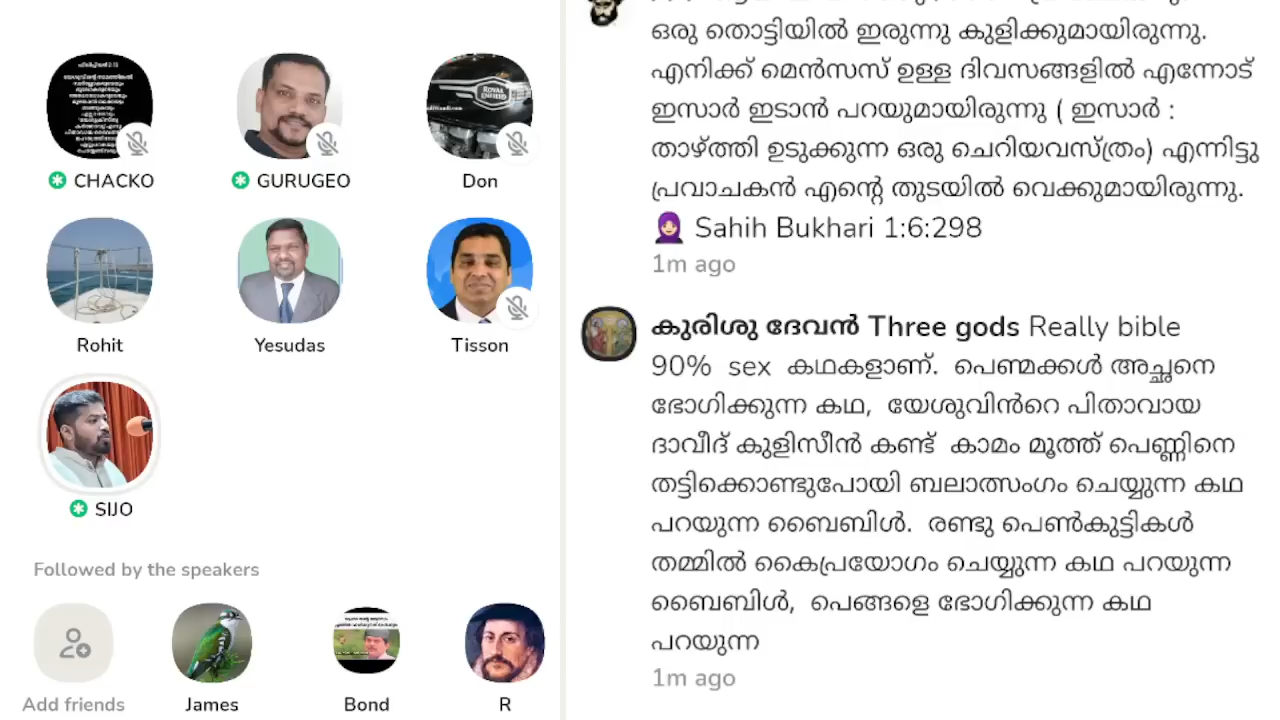 CHACKO
GURUGEO
Don
ROYAL
ENFIELD
Rohit
Yesudas
Tisson
SIJO
Followed by the speakers
Add friends
James
Bond
R
ഒരു തൊട്ടിയിൽ ഇരുന്നു കുളിക്കുമായിരുന്നു.
എനിക്ക് മെൻസസ് ഉള്ള ദിവസങ്ങളിൽ എന്നോട്
ഇസാർ ഇടാൻ പറയുമായിരുന്നു ( ഇസാർ :
താഴ്ത്തി ഉടുക്കുന്ന ഒരു ചെറിയവസ്ത്രം) എന്നിട്ടു
പ്രവാചകൻ എന്റെ തുടയിൽ വെക്കുമായിരുന്നു.
🧕🏻 Sahih Bukhari 1:6:298
1m ago
കുരിശു ദേവൻ Three gods Really bible
90% sex കഥകളാണ്. പെണ്മക്കൾ അച്ഛനെ
ഭോഗിക്കുന്ന കഥ, യേശുവിൻറെ പിതാവായ
ദാവീദ് കുളിസീൻ കണ്ട് കാമം മൂത്ത് പെണ്ണിനെ
തട്ടിക്കൊണ്ടുപോയി ബലാത്സംഗം ചെയ്യുന്ന കഥ
പറയുന്ന ബൈബിൾ. രണ്ടു പെൺകുട്ടികൾ
തമ്മിൽ കൈപ്രയോഗം ചെയ്യുന്ന കഥ പറയുന്ന
ബൈബിൾ, പെങ്ങളെ ഭോഗിക്കുന്ന കഥ
പറയുന്ന
1m ago